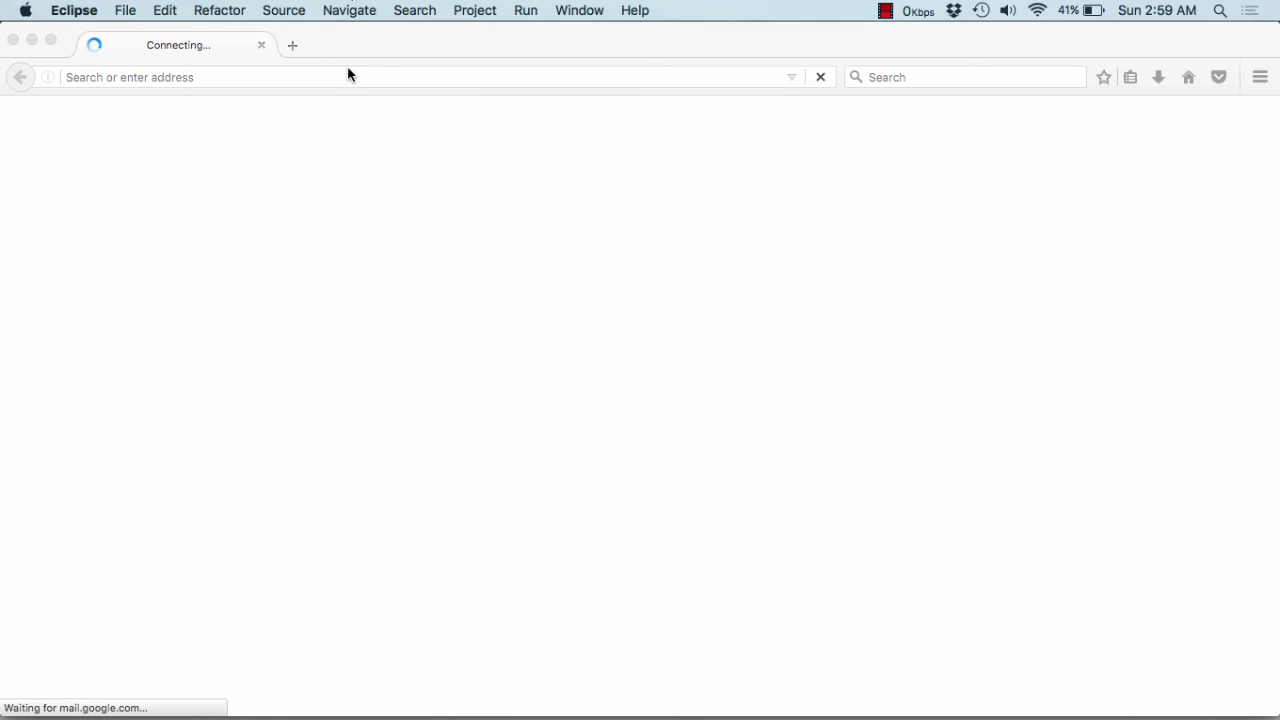 Eclipse File Edit Refactor Source Navigate Search Project Run Window Help 0Kbps 41% Sun 2:59 AM
Connecting...
Search or enter address Search
Waiting for mail.google.com...